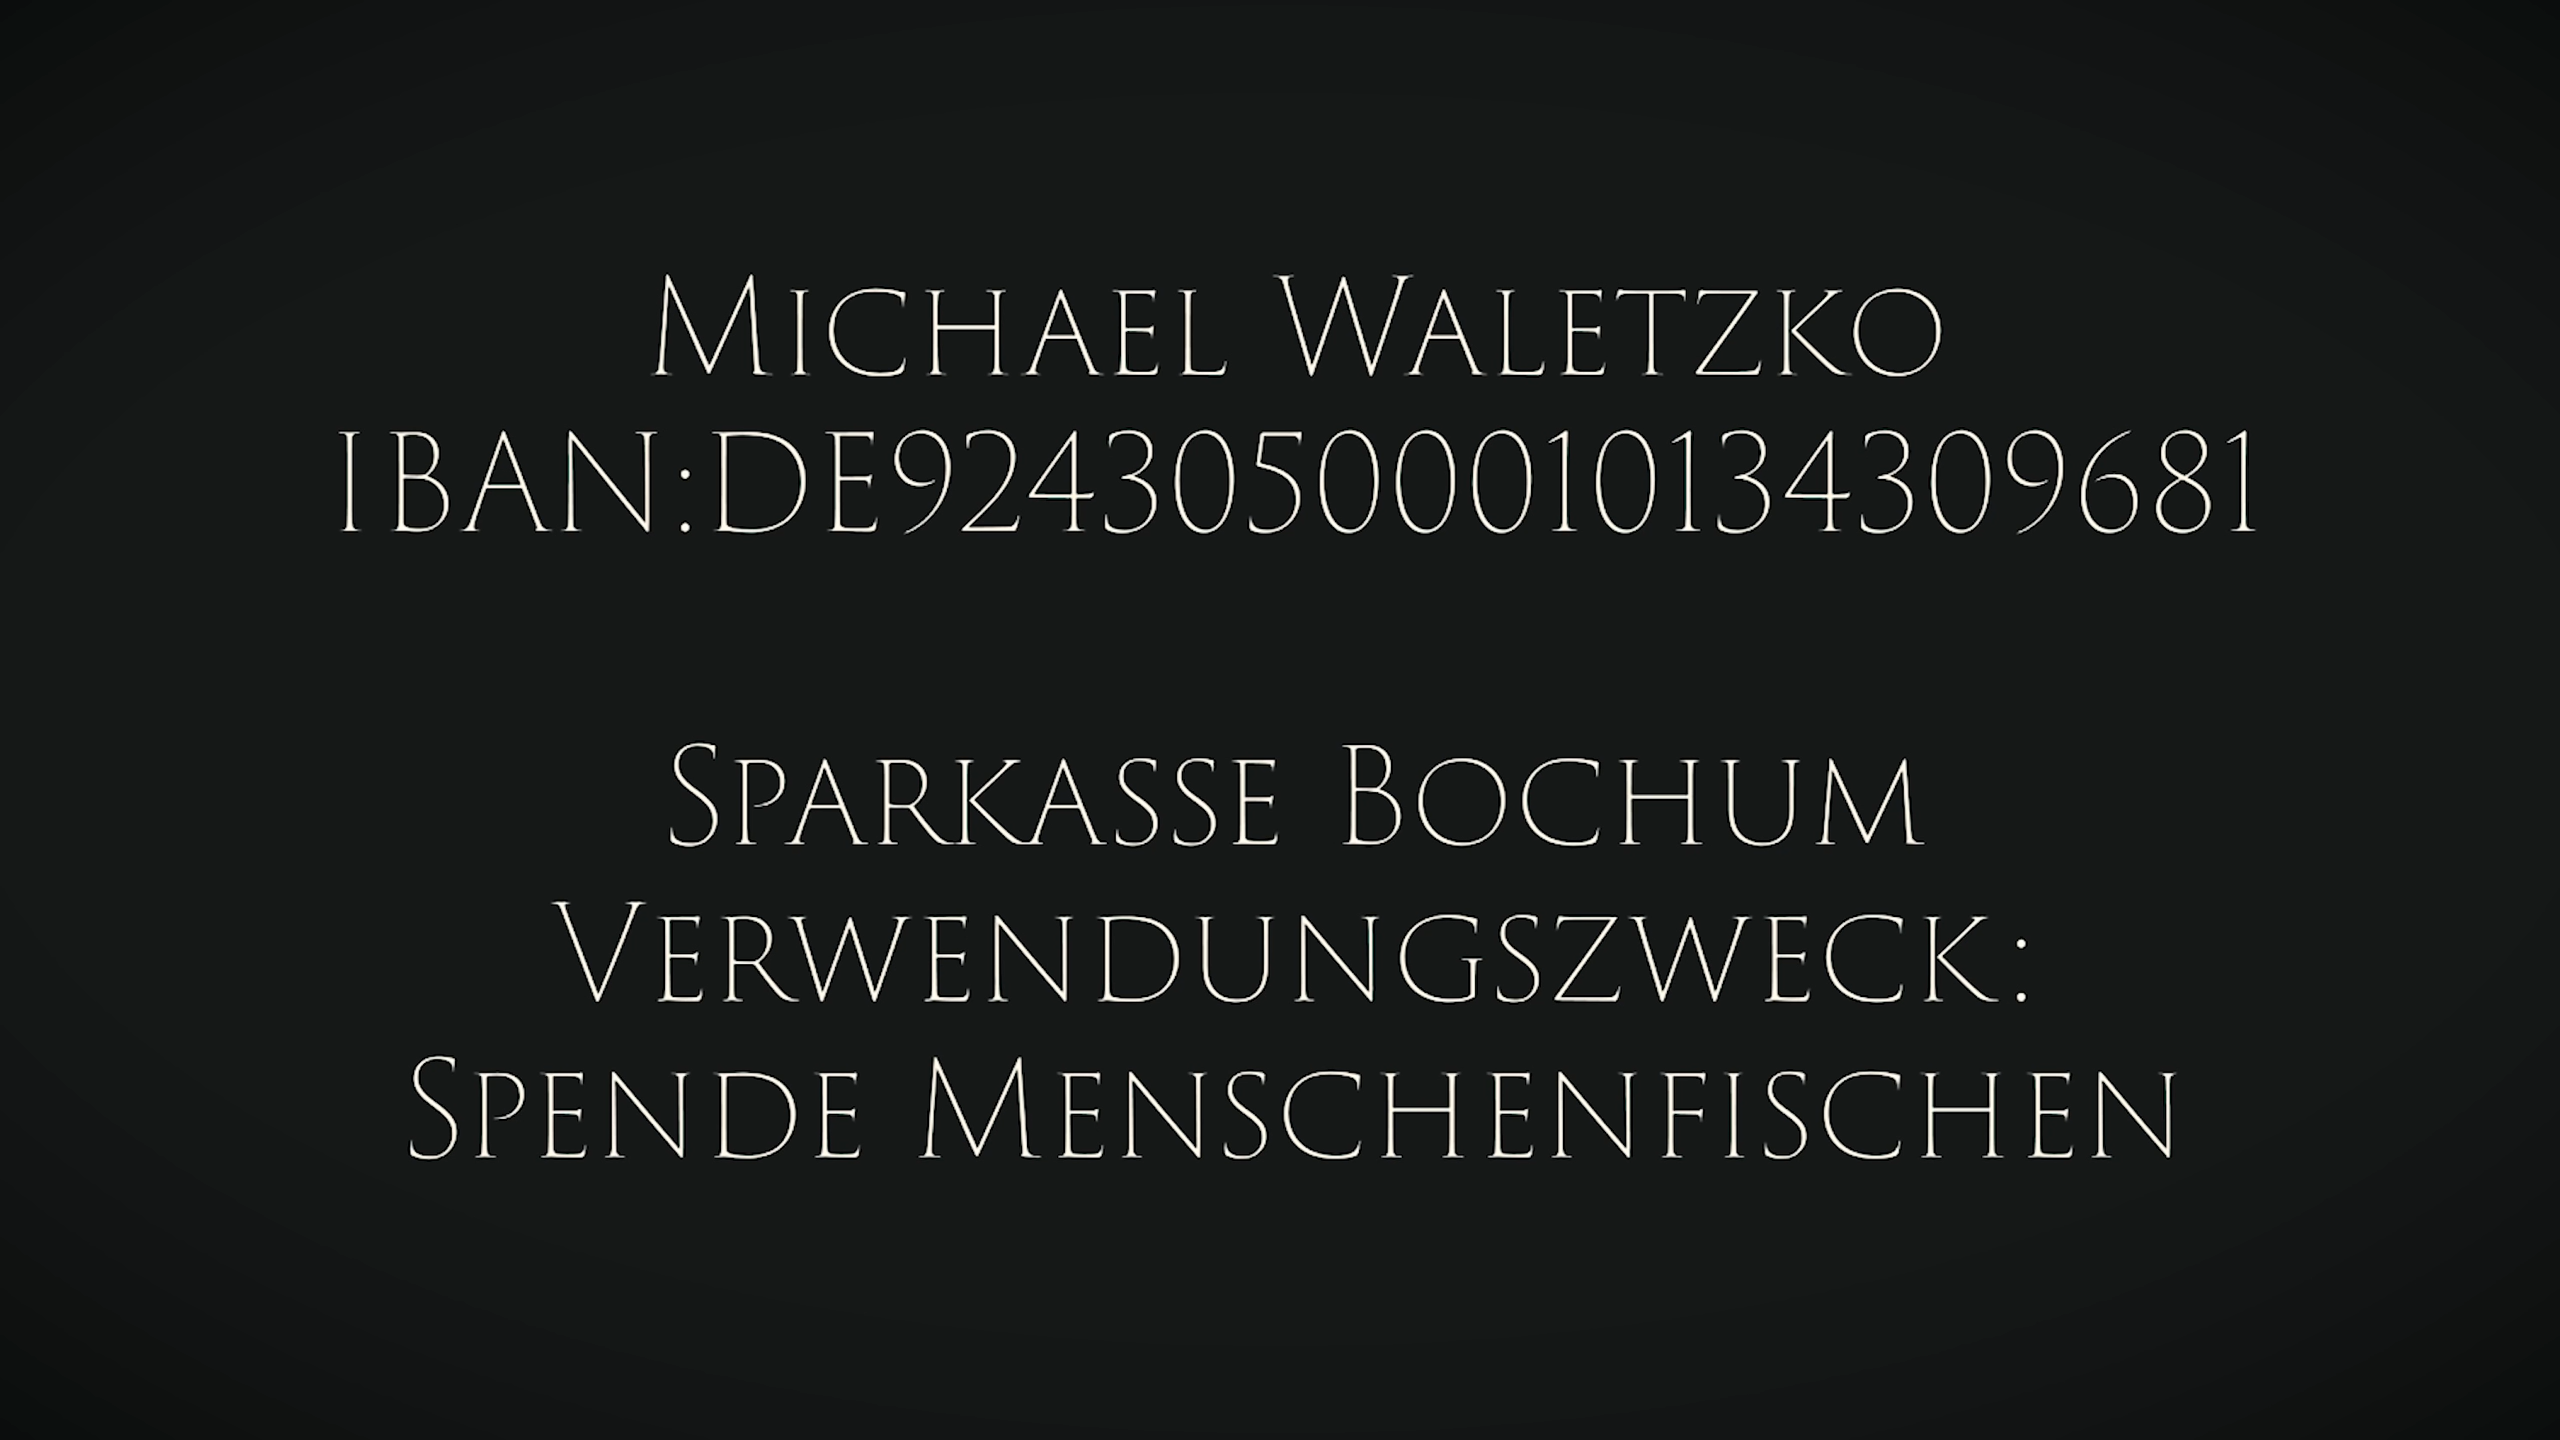 Michael Waletzko
IBAN:DE92430500010134309681
Sparkasse Bochum
Verwendungszweck:
Spende Menschenfischen